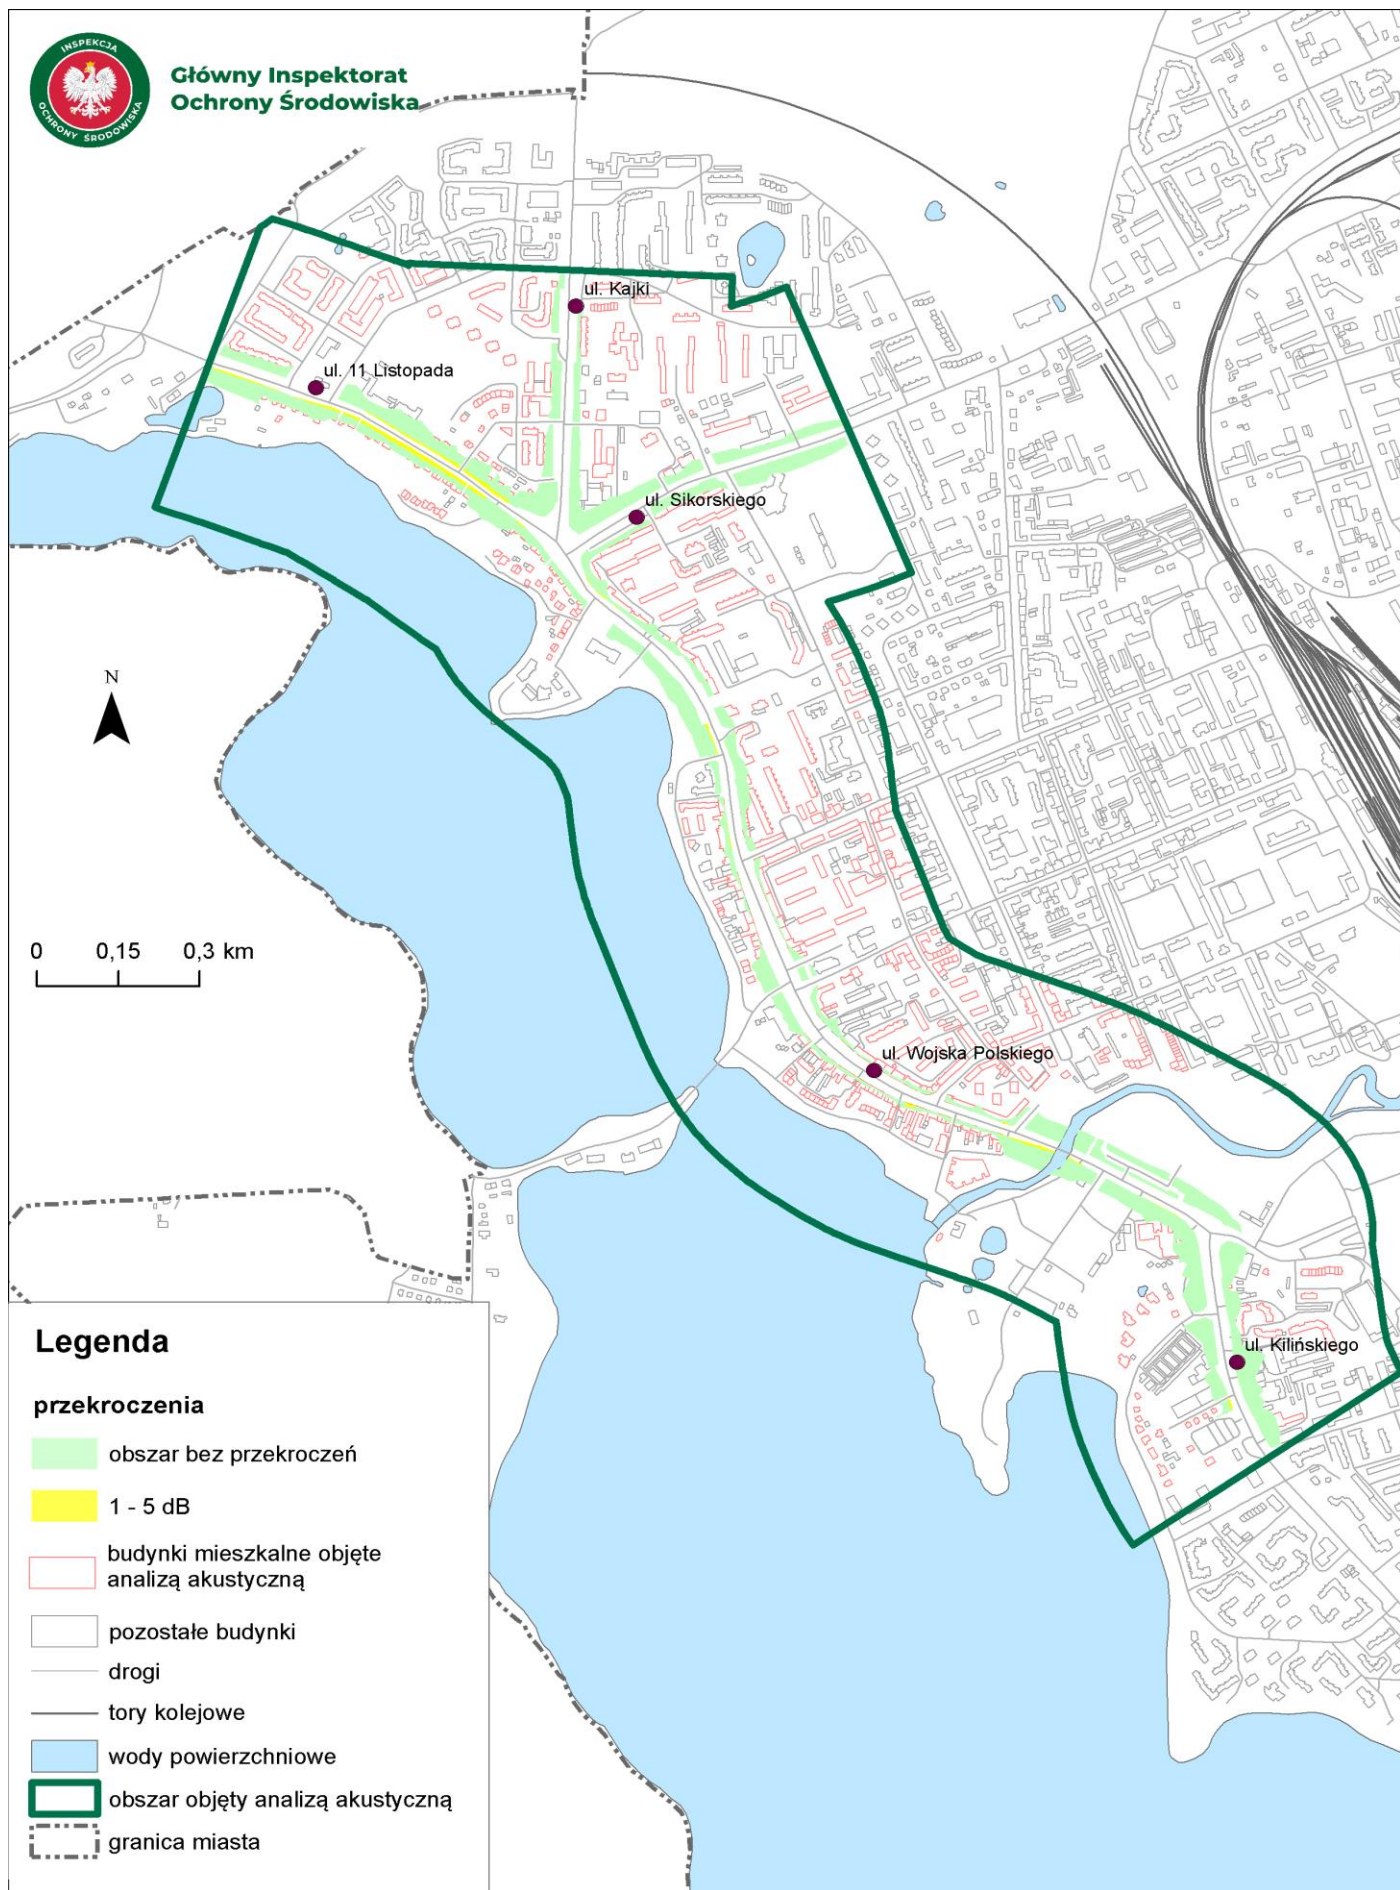 INSPEKCJA
OCHRONY ŚRODOWISKA
Główny Inspektorat
Ochrony Środowiska
ul. Kajki
ul. 11 Listopada
ul. Sikorskiego
N
0 0,15 0,3 km
ul. Wojska Polskiego
ul. Kilińskiego
Legenda
przekroczenia
obszar bez przekroczeń
1 - 5 dB
budynki mieszkalne objęte
analizą akustyczną
pozostałe budynki
drogi
tory kolejowe
wody powierzchniowe
obszar objęty analizą akustyczną
granica miasta